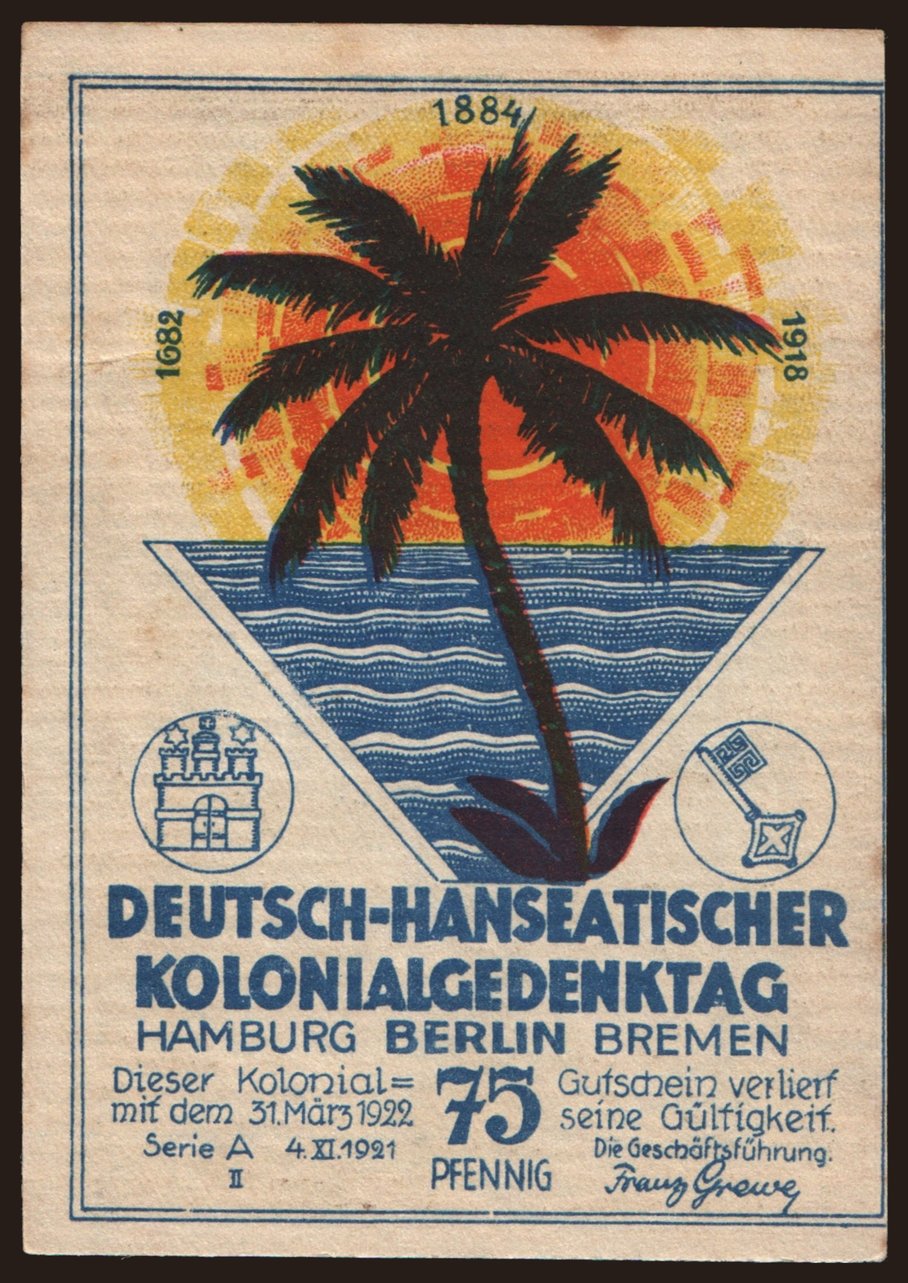 1884
1682
1918
DEUTSCH-HANSEATISCHER
KOLONIALGEDENKTAG
HAMBURG BERLIN BREMEN
Dieser Kolonial= 75 Gutschein verliert
mit dem 31. März 1922 seine Gültigkeit.
Serie A 4. XI. 1921 Die Geschäftsführung.
II PFENNIG Franz Grewe